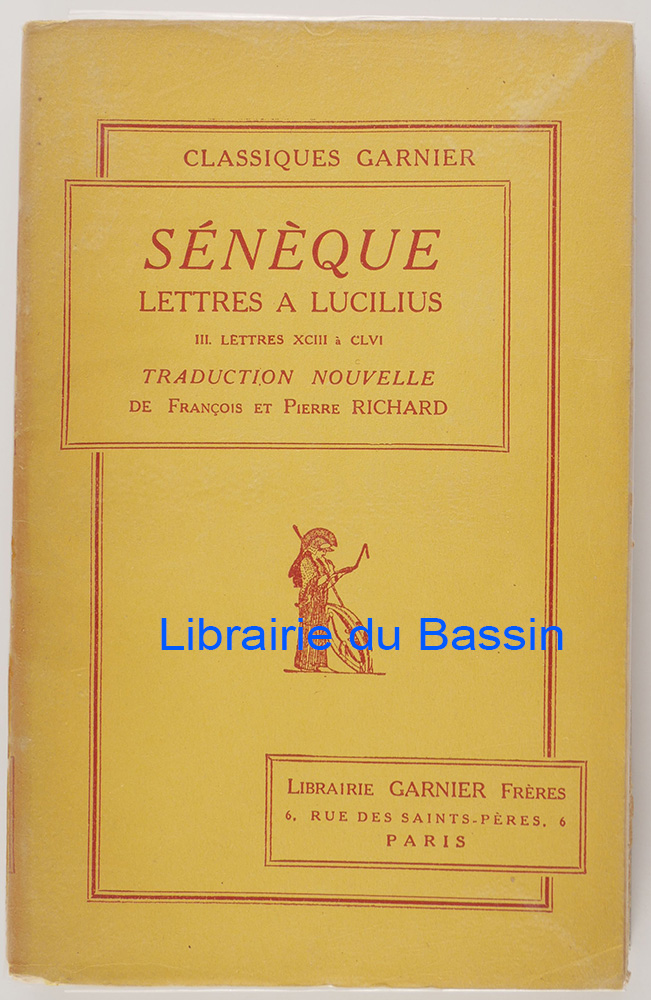 CLASSIQUES GARNIER
SÉNÈQUE
LETTRES A LUCILIUS
III. LETTRES XCIII à CLVI
TRADUCTION NOUVELLE
DE FRANÇOIS ET PIERRE RICHARD
Librairie du Bassin
LIBRAIRIE GARNIER FRÈRES
6, RUE DES SAINTS-PÈRES, 6
PARIS